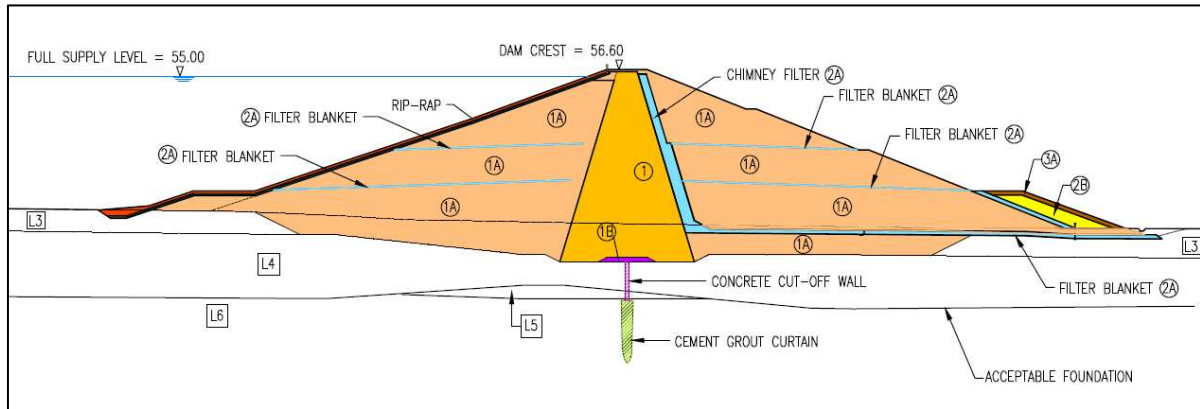 DAM CREST = 56.60
FULL SUPPLY LEVEL = 55.00
CHIMNEY FILTER 2A
FILTER BLANKET 2A
RIP-RAP
2A FILTER BLANKET
1A
1A
FILTER BLANKET 2A
2A FILTER BLANKET
1A
1
1A
3A
2B
1A
1A
L3
1B
1A
L3
L4
CONCRETE CUT-OFF WALL
FILTER BLANKET 2A
L6
L5
CEMENT GROUT CURTAIN
ACCEPTABLE FOUNDATION